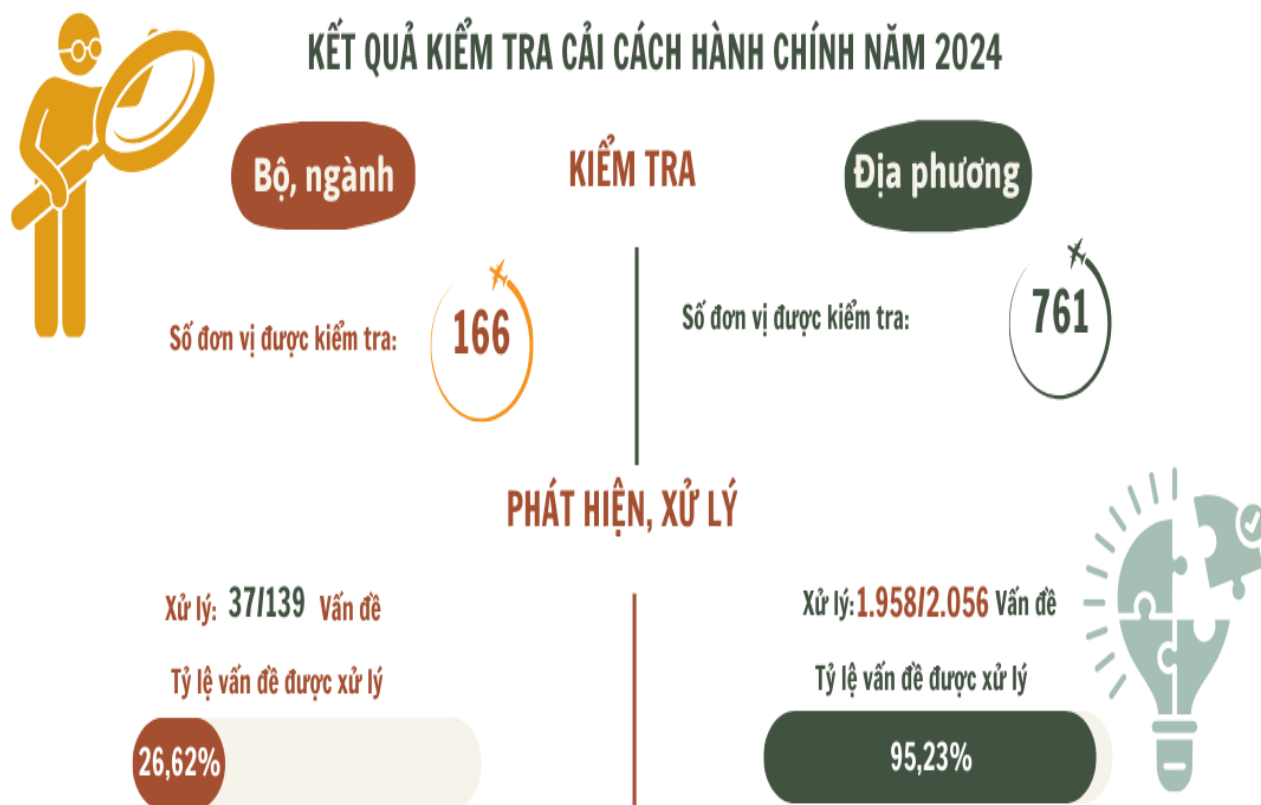 KẾT QUẢ KIỂM TRA CẢI CÁCH HÀNH CHÍNH NĂM 2024
Bộ, ngành
KIỂM TRA
Địa phương
Số đơn vị được kiểm tra: 166
Số đơn vị được kiểm tra: 761
PHÁT HIỆN, XỬ LÝ
Xử lý: 37/139 Vấn đề
Xử lý:1.958/2.056 Vấn đề
Tỷ lệ vấn đề được xử lý
Tỷ lệ vấn đề được xử lý
26,62%
95,23%